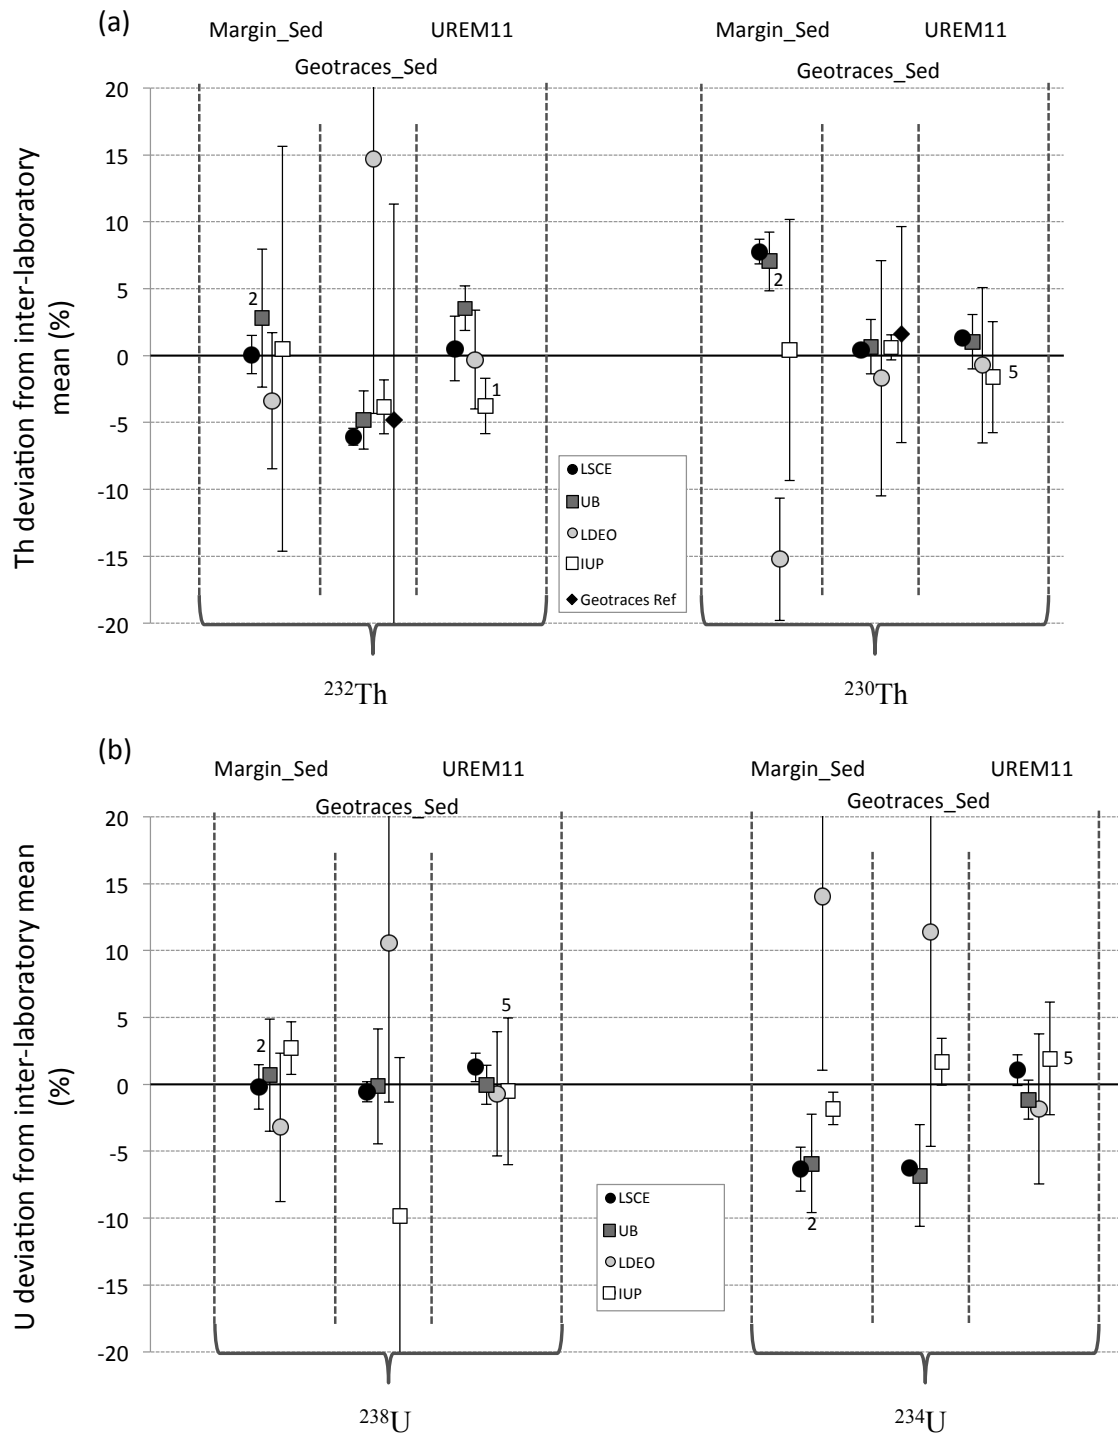 (a)
Margin_Sed
UREM11
Margin_Sed
UREM11
Geotraces_Sed
Geotraces_Sed
Th deviation from inter-laboratory
mean (%)
20
15
10
5
0
-5
-10
-15
-20
2
1
2
5
LSCE
UB
LDEO
IUP
Geotraces Ref
232Th
230Th
(b)
Margin_Sed
UREM11
Margin_Sed
UREM11
Geotraces_Sed
Geotraces_Sed
U deviation from inter-laboratory mean
(%)
20
15
10
5
0
-5
-10
-15
-20
2
5
2
5
LSCE
UB
LDEO
IUP
238U
234U